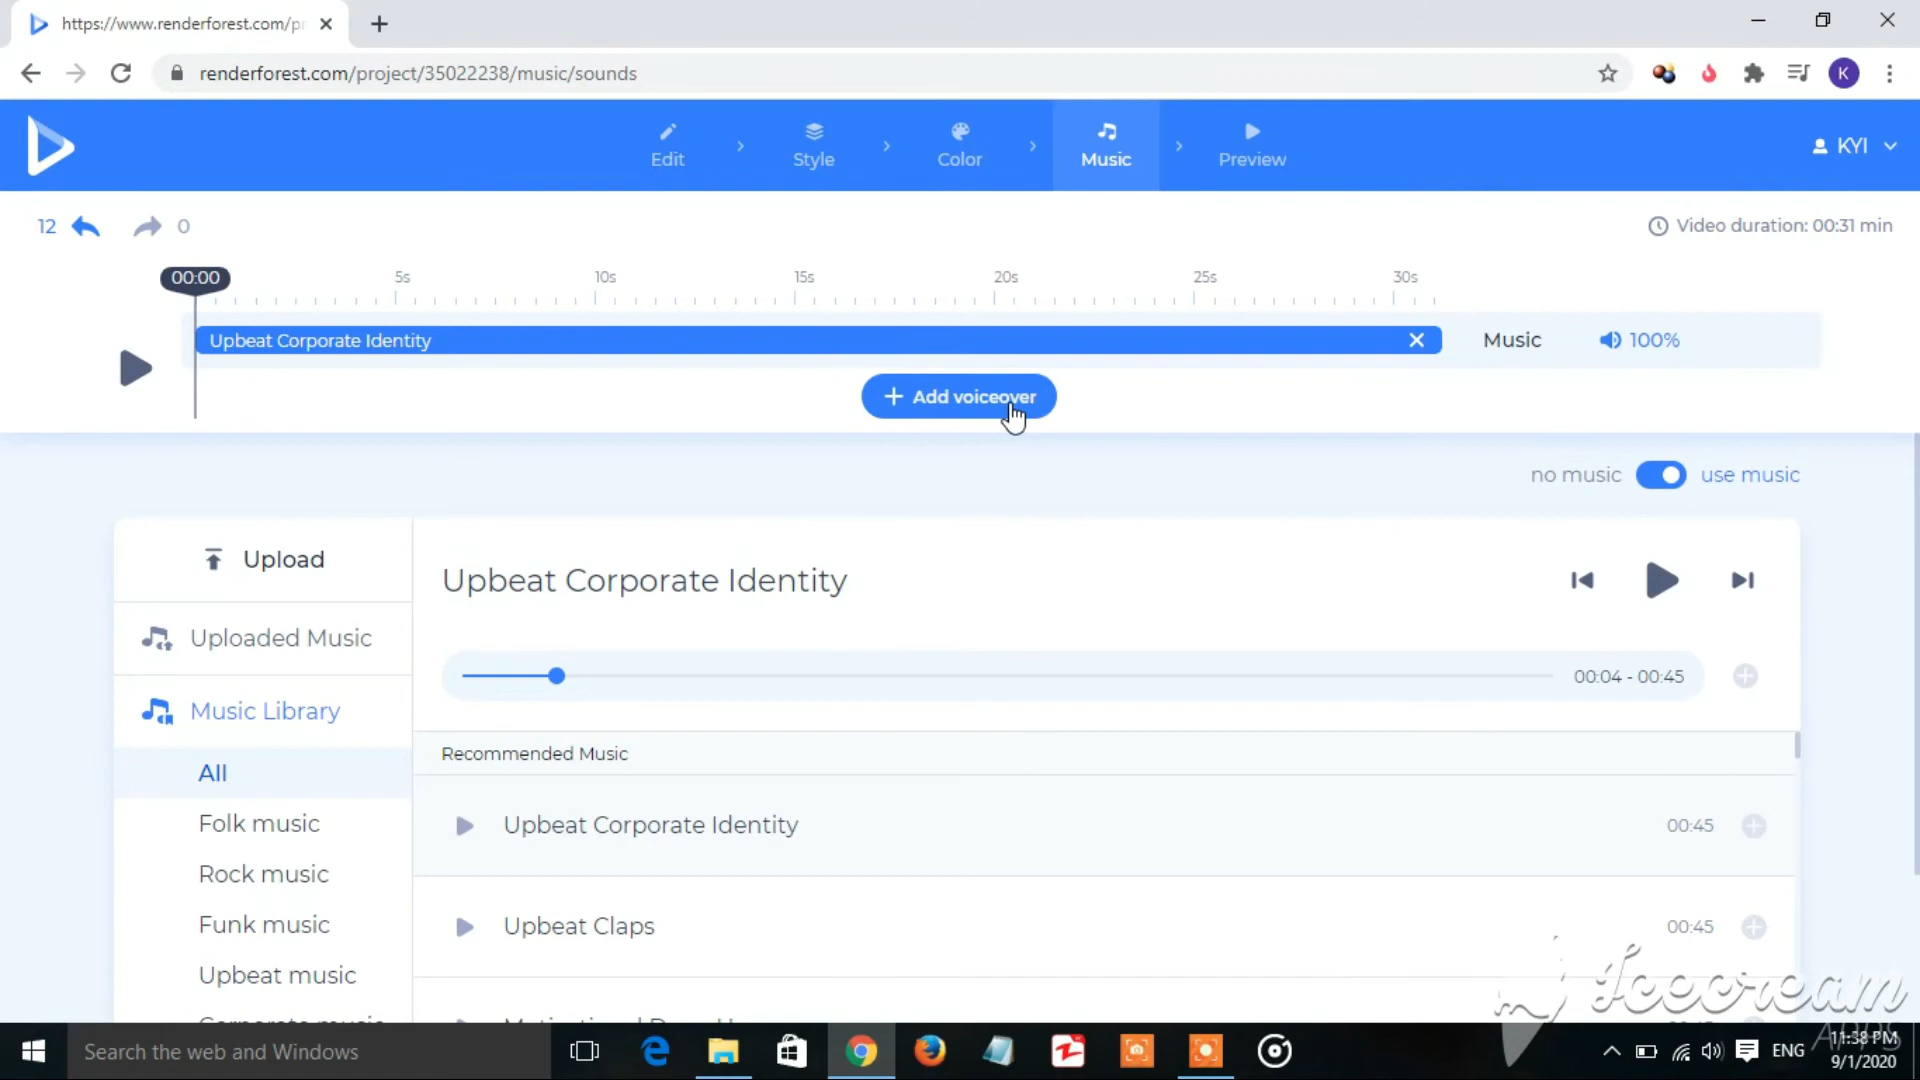 https://www.renderforest.com/pr
renderforest.com/project/35022238/music/sounds
K
Edit
Style
Color
Music
Preview
KYI
12
0
Video duration: 00:31 min
00:00
5s
10s
15s
20s
25s
30s
Upbeat Corporate Identity
Music
100%
+ Add voiceover
no music
use music
Upload
Uploaded Music
Music Library
All
Folk music
Rock music
Funk music
Upbeat music
Upbeat Corporate Identity
00:04 - 00:45
Recommended Music
Upbeat Corporate Identity
00:45
Upbeat Claps
00:45
Icecream
APPS
Search the web and Windows
ENG
11:38 PM
9/1/2020